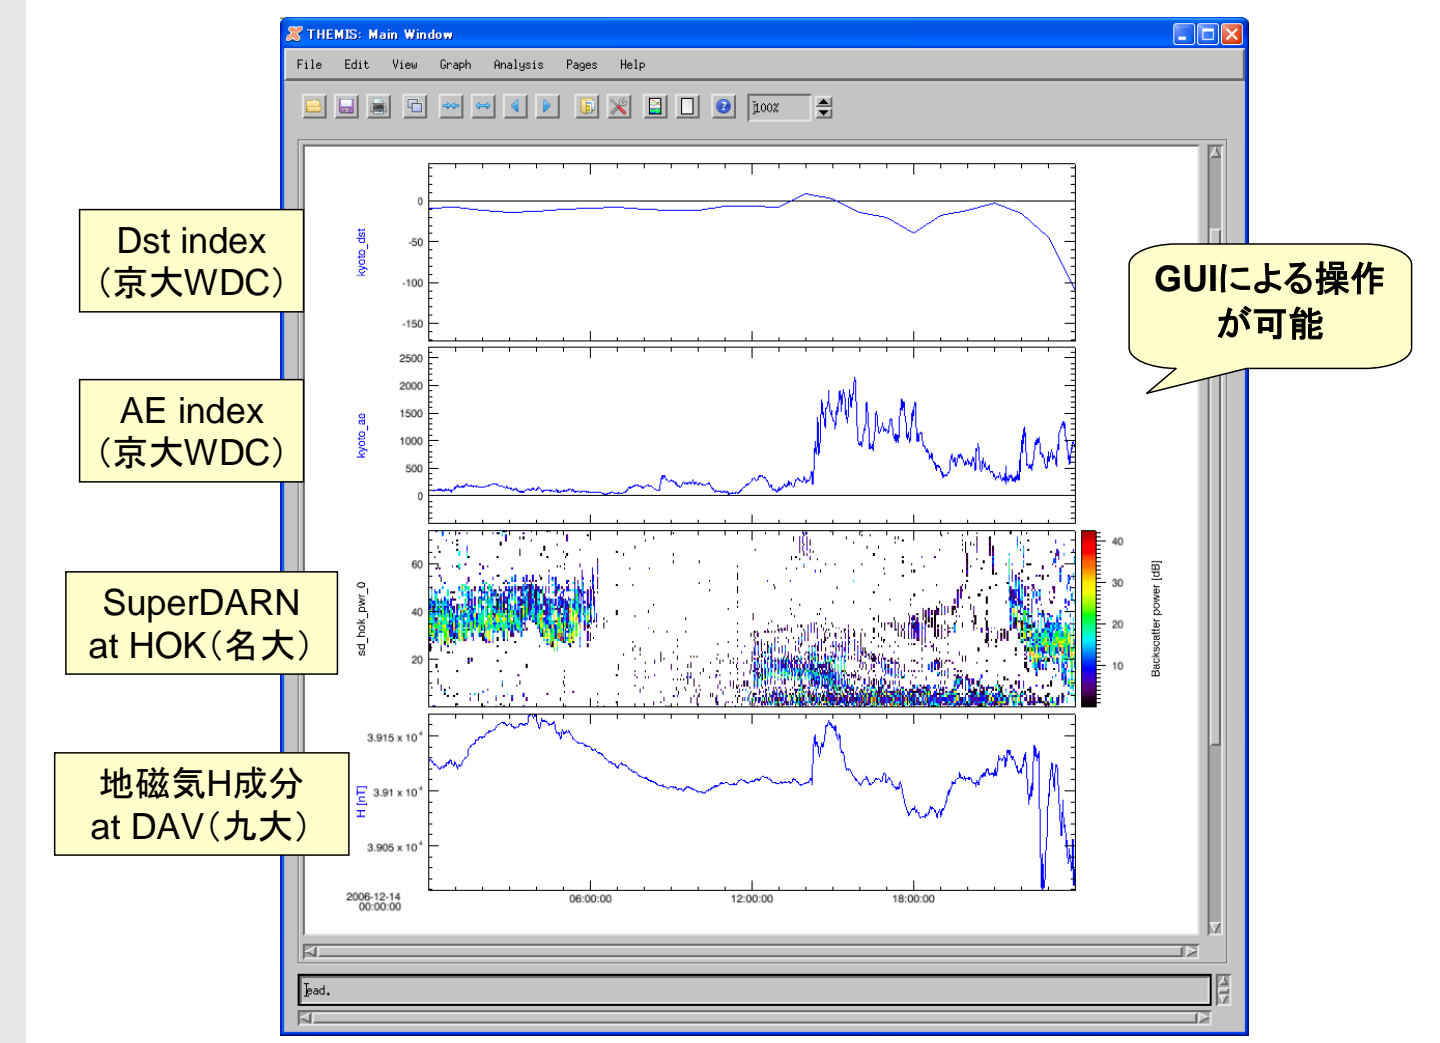 THEMIS: Main Window
File Edit View Graph Analysis Pages Help
100%
Dst index
(京大WDC)
kyoto_dst
0
-50
-100
-150
GUIによる操作
が可能
AE index
(京大WDC)
kyoto_ae
2500
2000
1500
1000
500
0
SuperDARN
at HOK(名大)
sd_hok_pwr_0
60
40
20
40
30
20
10
Backscatter power [dB]
地磁気H成分
at DAV(九大)
H [nT]
3.915 x 10⁴
3.91 x 10⁴
3.905 x 10⁴
2006-12-14
00:00:00 06:00:00 12:00:00 18:00:00
ead.